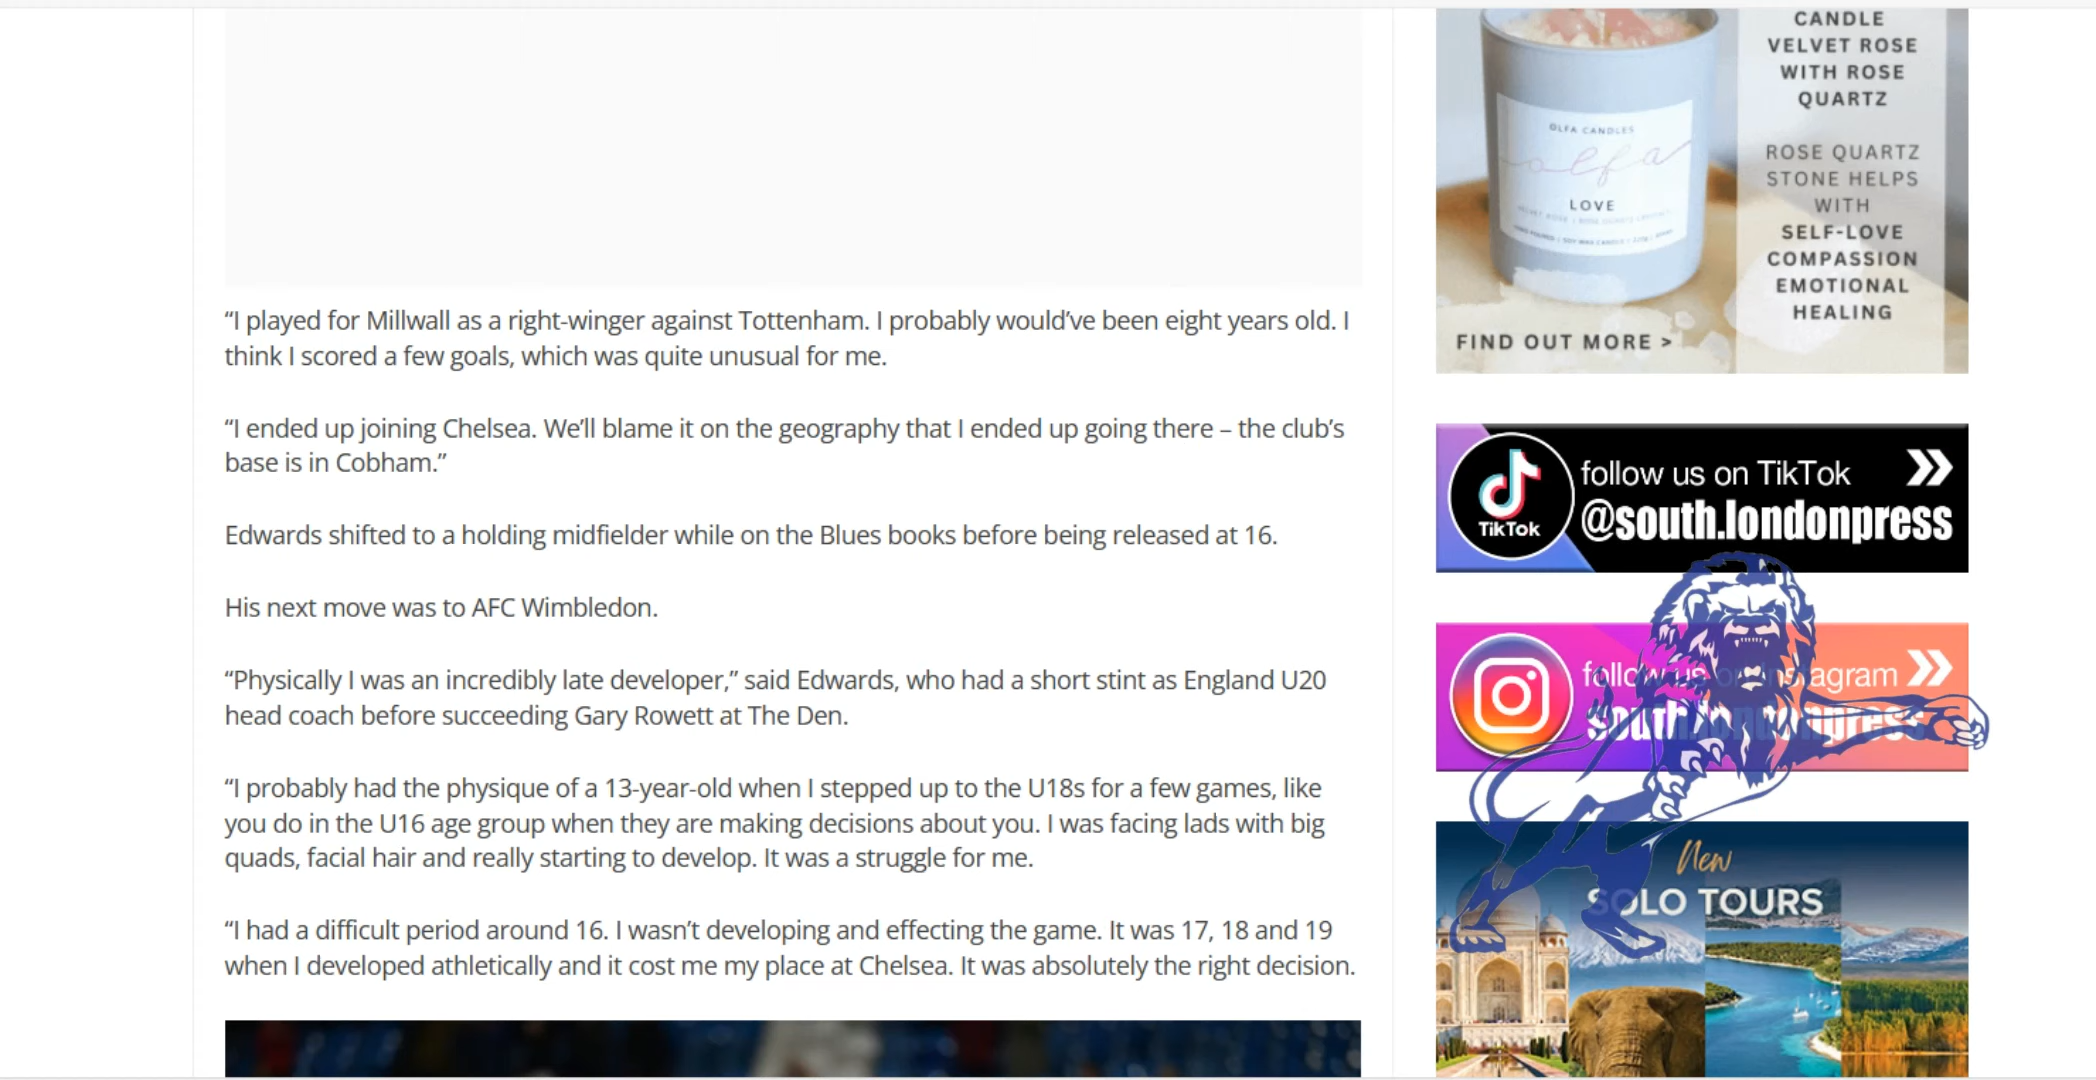 “I played for Millwall as a right-winger against Tottenham. I probably would’ve been eight years old. I
think I scored a few goals, which was quite unusual for me.
“I ended up joining Chelsea. We’ll blame it on the geography that I ended up going there – the club’s
base is in Cobham.”
Edwards shifted to a holding midfielder while on the Blues books before being released at 16.
His next move was to AFC Wimbledon.
“Physically I was an incredibly late developer,” said Edwards, who had a short stint as England U20
head coach before succeeding Gary Rowett at The Den.
“I probably had the physique of a 13-year-old when I stepped up to the U18s for a few games, like
you do in the U16 age group when they are making decisions about you. I was facing lads with big
quads, facial hair and really starting to develop. It was a struggle for me.
“I had a difficult period around 16. I wasn’t developing and effecting the game. It was 17, 18 and 19
when I developed athletically and it cost me my place at Chelsea. It was absolutely the right decision.
CANDLE
VELVET ROSE
WITH ROSE
QUARTZ
ROSE QUARTZ
STONE HELPS
WITH
SELF-LOVE
COMPASSION
EMOTIONAL
HEALING
OLFA CANDLES
olfa
LOVE
FIND OUT MORE >
TikTok
follow us on TikTok
@south.londonpress
follow us on Instagram
south.londonpress
New
SOLO TOURS